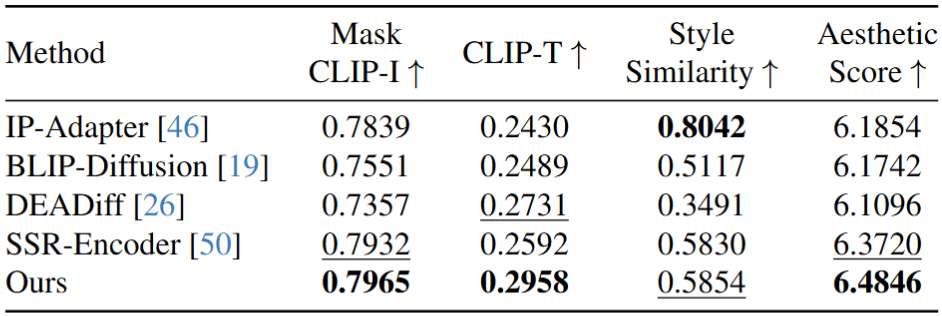 Method Mask CLIP-I ↑ CLIP-T ↑ Style Similarity ↑ Aesthetic Score ↑
IP-Adapter [46] 0.7839 0.2430 0.8042 6.1854
BLIP-Diffusion [19] 0.7551 0.2489 0.5117 6.1742
DEADiff [26] 0.7357 0.2731 0.3491 6.1096
SSR-Encoder [50] 0.7932 0.2592 0.5830 6.3720
Ours 0.7965 0.2958 0.5854 6.4846